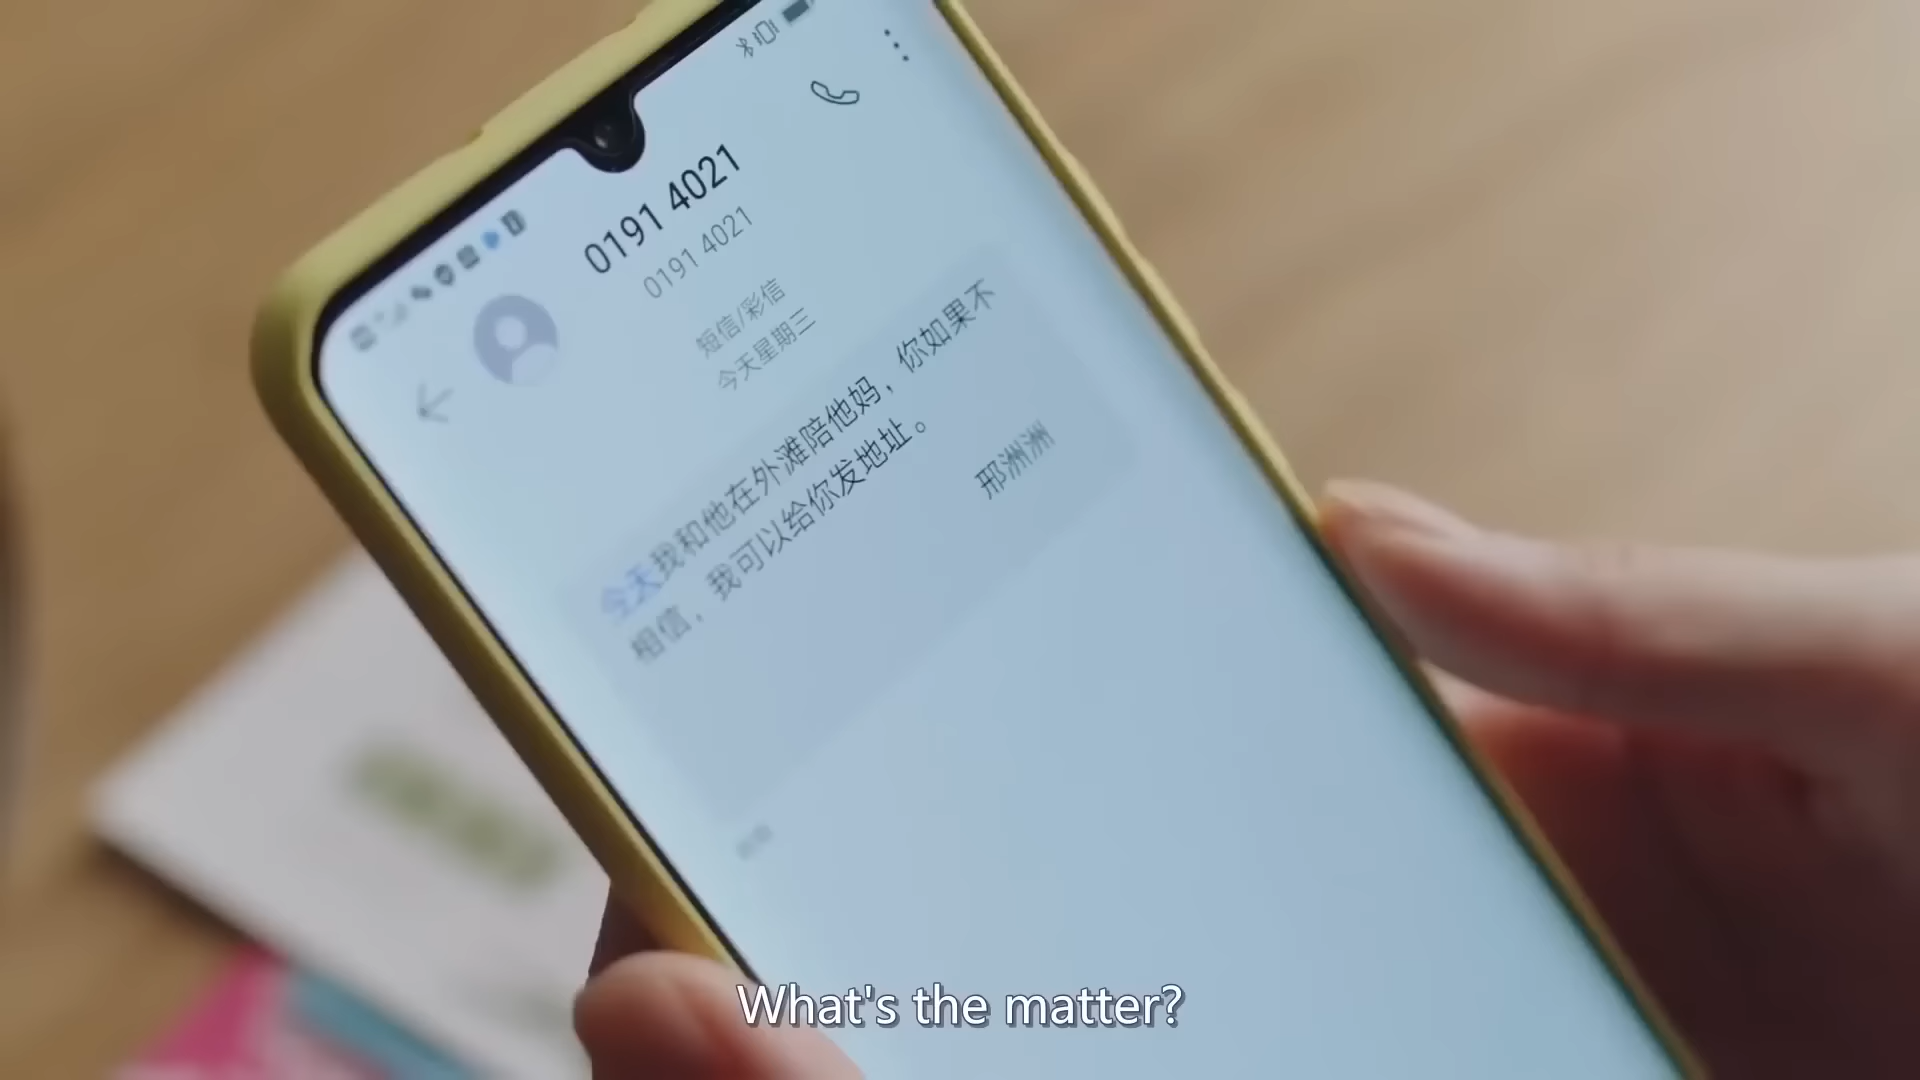 0191 4021
0191 4021
短信/彩信
今天星期三
今天我和他在外滩陪他妈，你如果不
相信，我可以给你发地址。
邢洲洲
What's the matter?